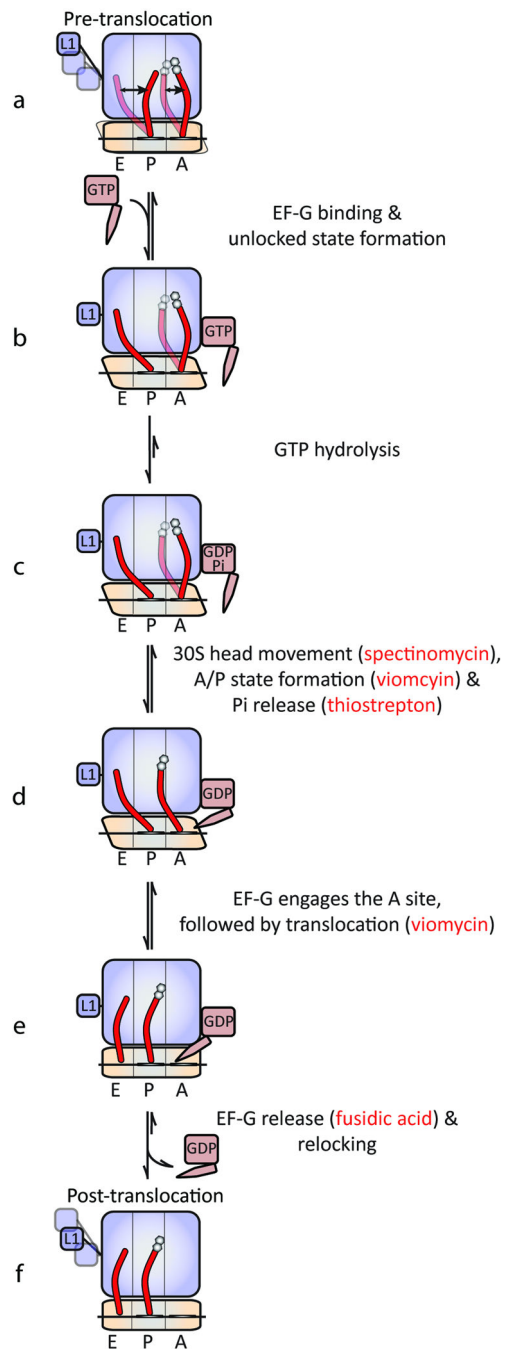 Pre-translocation
L1
a
E P A
GTP
EF-G binding &
unlocked state formation
b
L1
GTP
E P A
GTP hydrolysis
c
L1
GDP
Pi
E P A
30S head movement (spectinomycin),
A/P state formation (viomcyin) &
Pi release (thiostrepton)
d
L1
GDP
E P A
EF-G engages the A site,
followed by translocation (viomycin)
e
L1
GDP
E P A
EF-G release (fusidic acid) &
relocking
GDP
Post-translocation
L1
f
E P A